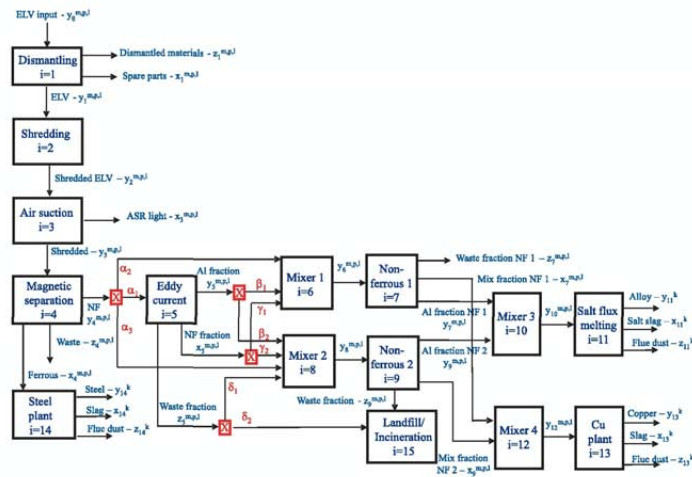 ELV input - y₀ᵐ'ᵖ'ˡ
Dismantling
i=1
Dismantled materials - z₁ᵐ'ᵖ'ˡ
Spare parts - x₁ᵐ'ᵖ'ˡ
ELV - y₁ᵐ'ᵖ'ˡ
Shredding
i=2
Shredded ELV – y₂ᵐ'ᵖ'ˡ
Air suction
i=3
ASR light - x₃ᵐ'ᵖ'ˡ
Shredded – y₃ᵐ'ᵖ'ˡ
Magnetic
separation
i=4
NF
y₄ᵐ'ᵖ'ˡ
Waste – z₄ᵐ'ᵖ'ˡ
Ferrous - x₄ᵐ'ᵖ'ˡ
Steel
plant
i=14
Steel – y₁₄ᵏ
Slag – x₁₄ᵏ
Flue dust – z₁₄ᵏ
α₂
X
α₁
α₃
Eddy
current
i=5
Al fraction
y₅ᵐ'ᵖ'ˡ
NF fraction
x₅ᵐ'ᵖ'ˡ
Waste fraction
z₅ᵐ'ᵖ'ˡ
X
β₁
γ₁
β₂
X
γ₂
δ₁
X
δ₂
Mixer 1
i=6
y₆ᵐ'ᵖ'ˡ
Non-
ferrous 1
i=7
Waste fraction NF 1 – z₇ᵐ'ᵖ'ˡ
Mix fraction NF 1 - x₇ᵐ'ᵖ'ˡ
Al fraction NF 1
y₇ᵐ'ᵖ'ˡ
Mixer 2
i=8
y₈ᵐ'ᵖ'ˡ
Non-
ferrous 2
i=9
Al fraction NF 2
y₉ᵐ'ᵖ'ˡ
Waste fraction - z₉ᵐ'ᵖ'ˡ
Landfill/
Incineration
i=15
Mix fraction
NF 2 - x₉ᵐ'ᵖ'ˡ
Mixer 3
i=10
y₁₀ᵐ'ᵖ'ˡ
Salt flux
melting
i=11
Alloy – y₁₁ᵏ
Salt slag – x₁₁ᵏ
Flue dust – z₁₁ᵏ
Mixer 4
i=12
y₁₂ᵐ'ᵖ'ˡ
Cu
plant
i=13
Copper – y₁₃ᵏ
Slag – x₁₃ᵏ
Flue dust – z₁₃ᵏ